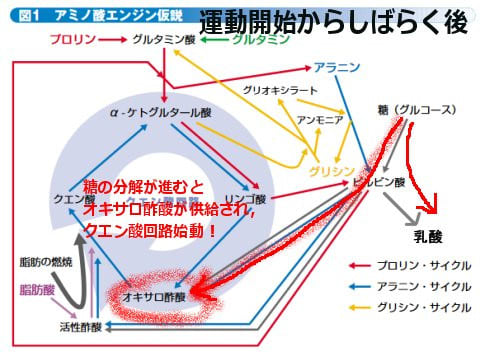 図1 アミノ酸エンジン仮説
運動開始からしばらく後
プロリン
グルタミン酸
グルタミン
アラニン
グリオキシラート
α-ケトグルタール酸
アンモニア
糖（グルコース）
グリシン
クエン酸
糖の分解が進むと
オキサロ酢酸が供給され,
クエン酸回路始動！
リンゴ酸
ピルビン酸
乳酸
脂肪の燃焼
脂肪酸
オキサロ酢酸
活性酢酸
プロリン・サイクル
アラニン・サイクル
グリシン・サイクル